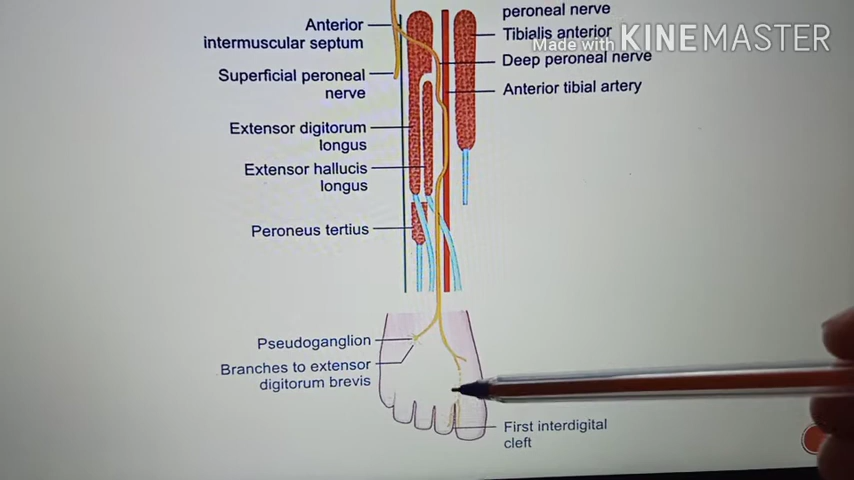 Anterior
intermuscular septum
Superficial peroneal
nerve
Extensor digitorum
longus
Extensor hallucis
longus
Peroneus tertius
Pseudoganglion
Branches to extensor
digitorum brevis
peroneal nerve
Tibialis anterior
Made with KINEMASTER
Deep peroneal nerve
Anterior tibial artery
First interdigital
cleft